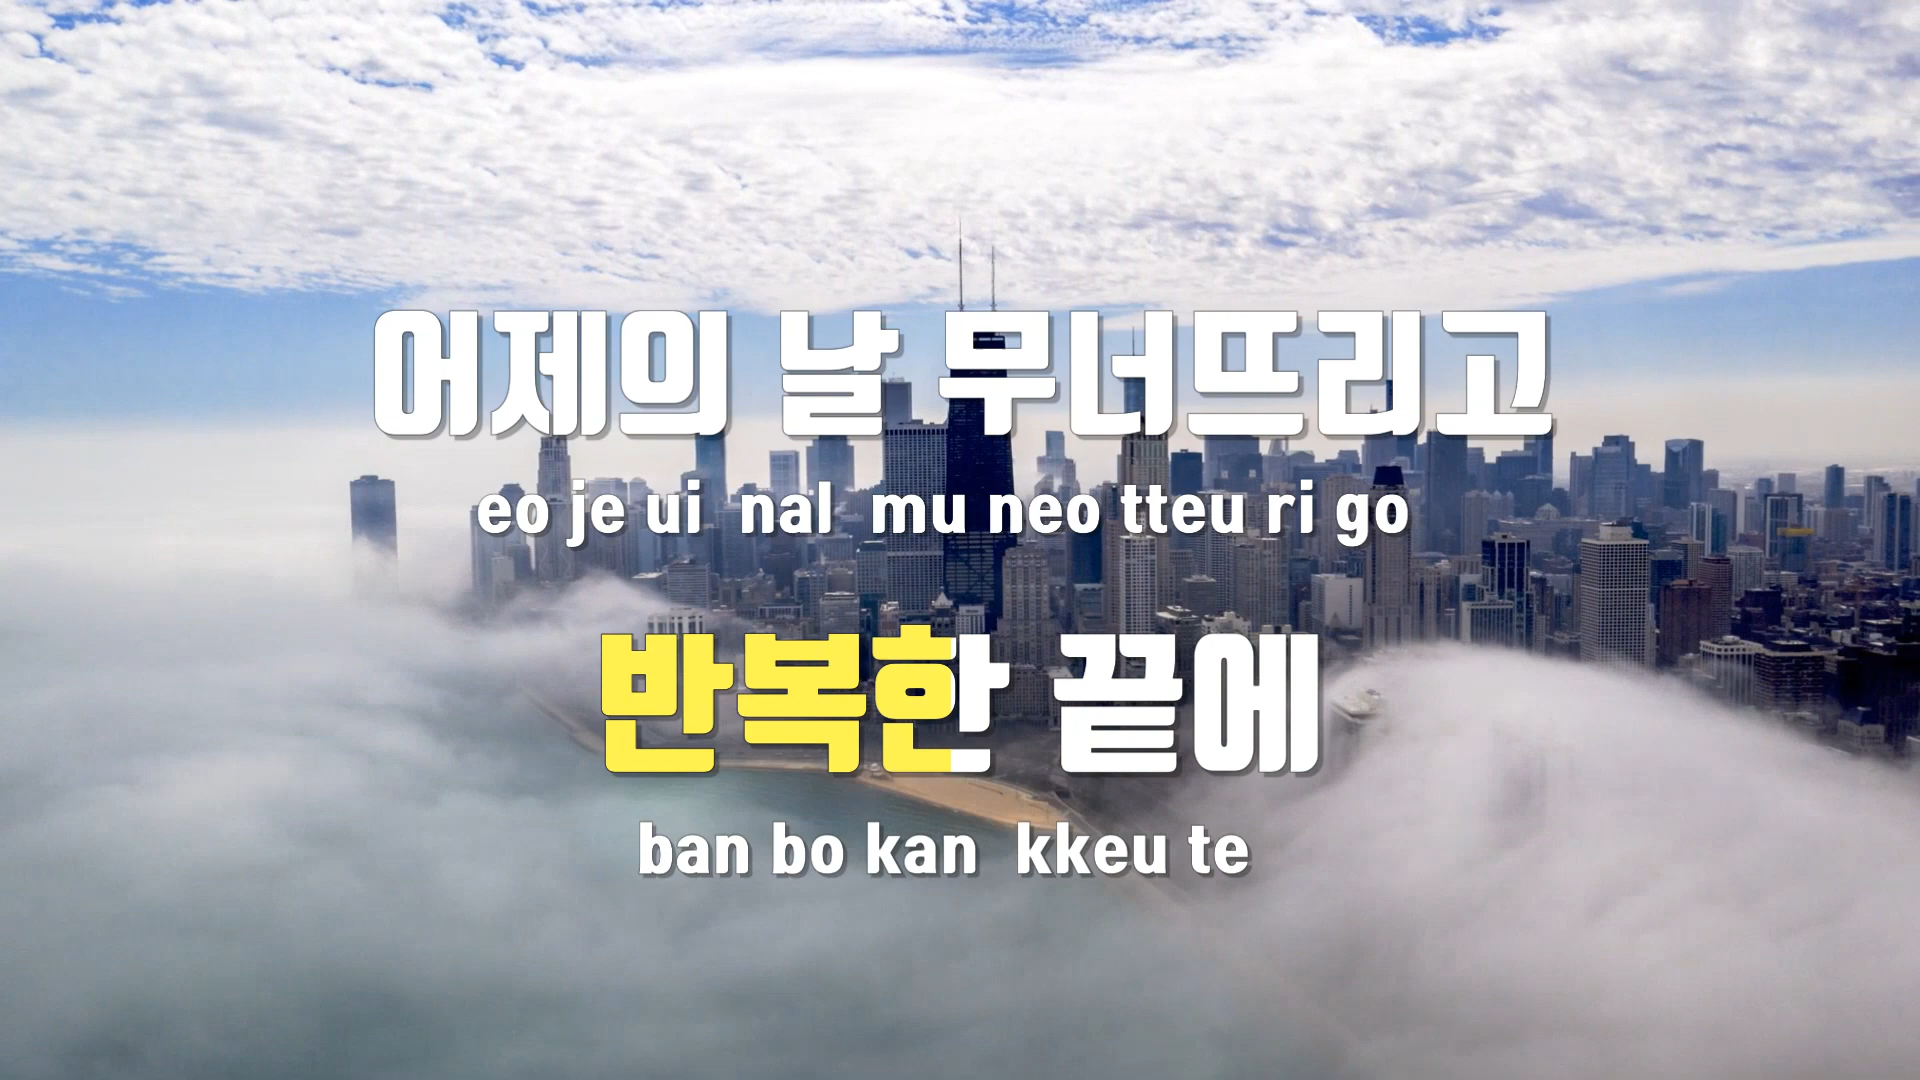 어제의 날 무너뜨리고
eo je ui nal mu neo tteu ri go
반복한 끝에
ban bo kan kkeu te